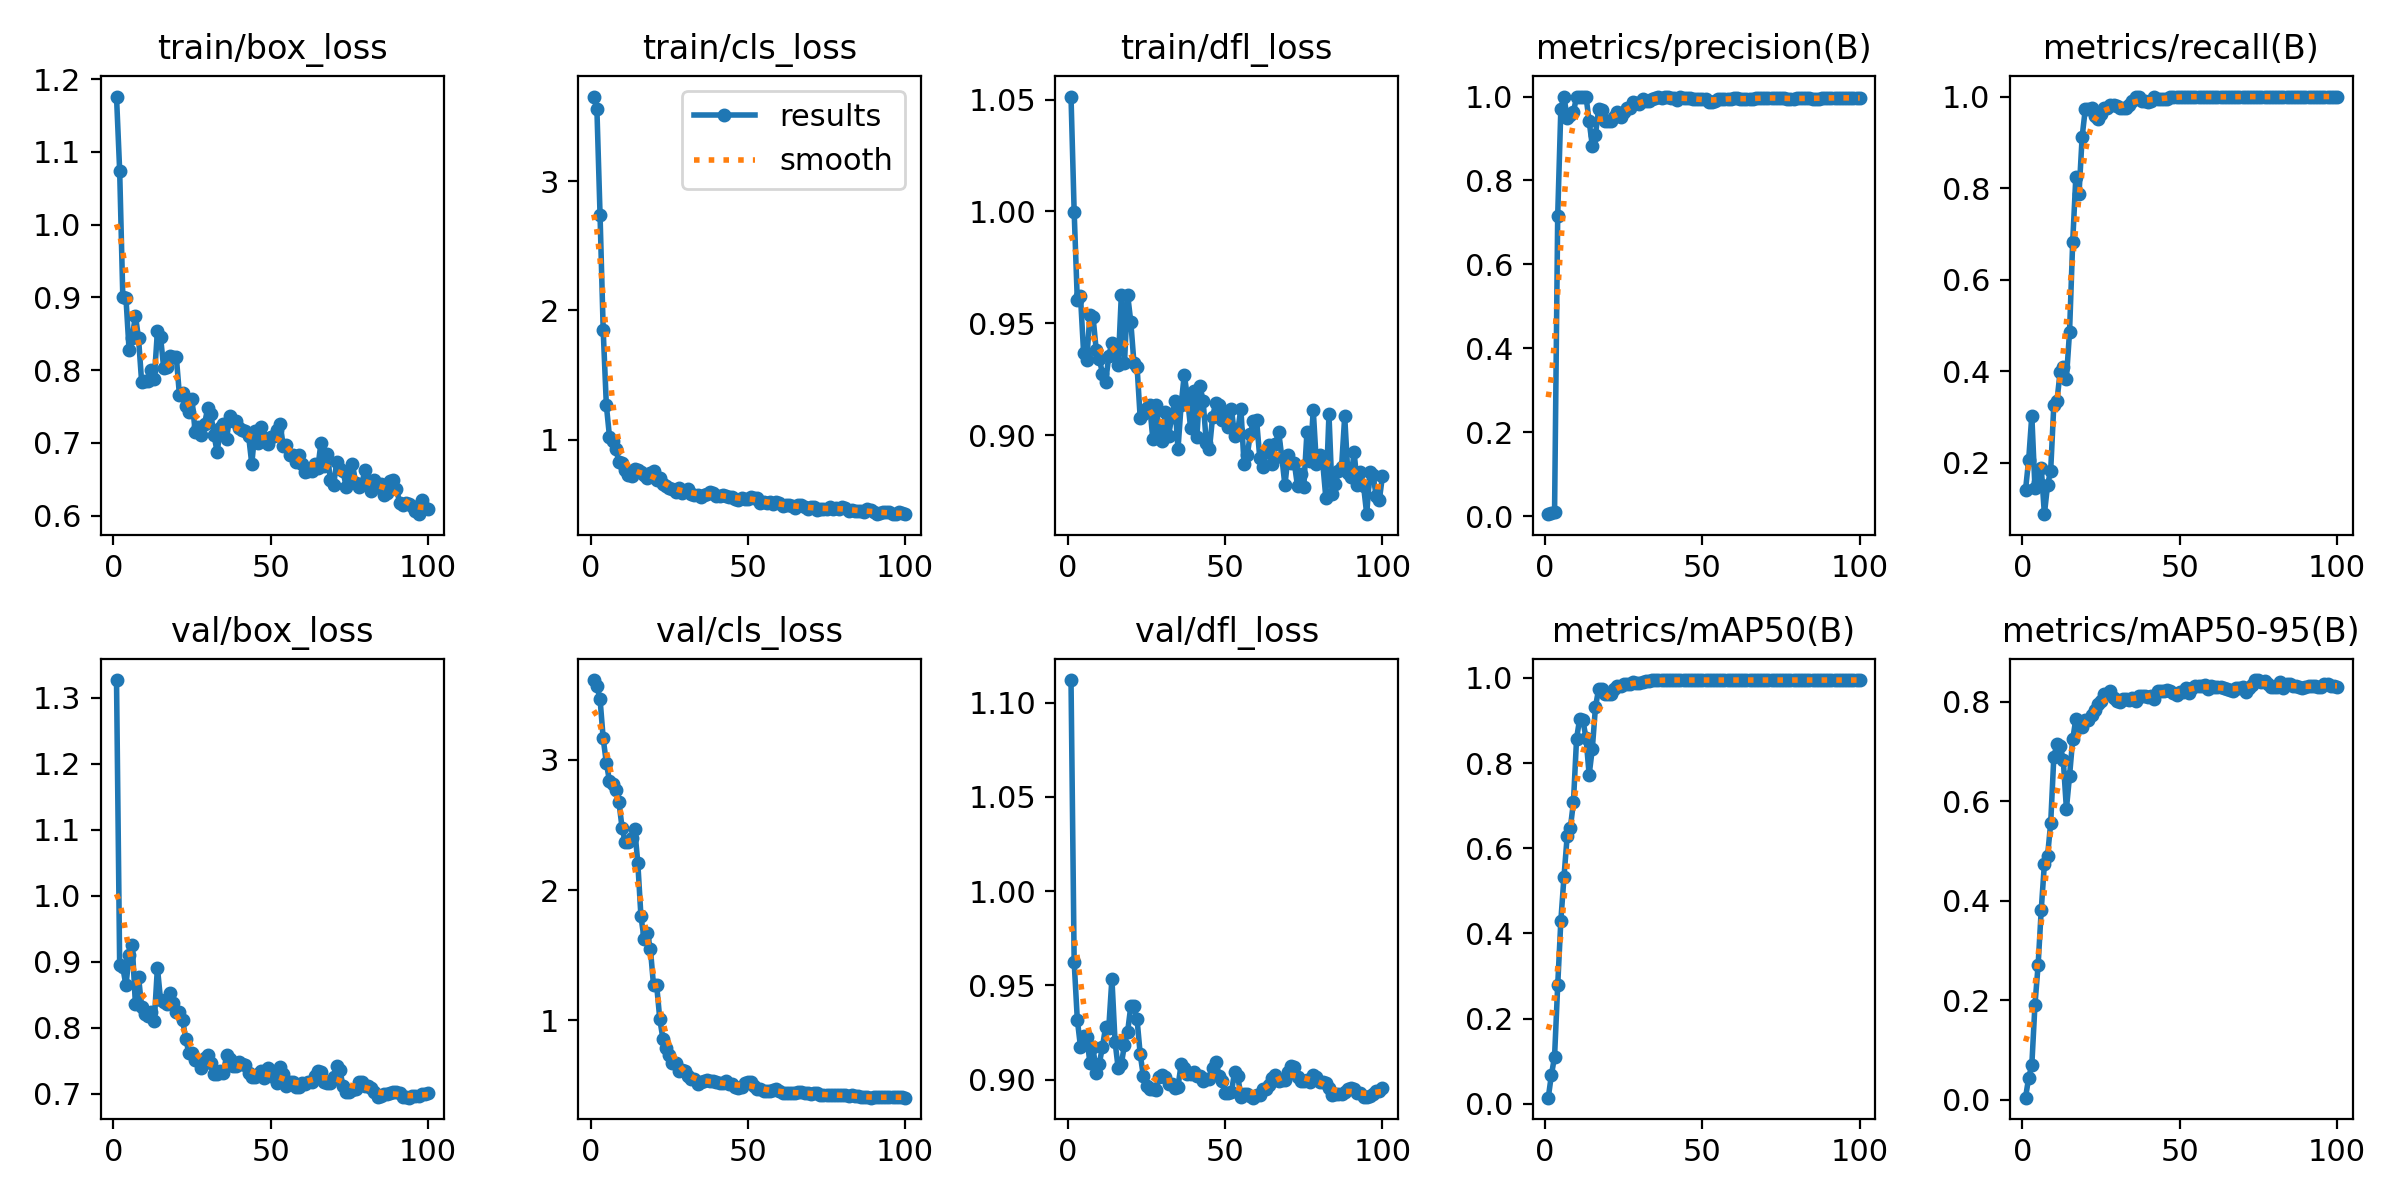 train/box_loss
1.2
1.1
1.0
0.9
0.8
0.7
0.6
0 50 100
train/cls_loss
results
smooth
3
2
1
0 50 100
train/dfl_loss
1.05
1.00
0.95
0.90
0 50 100
metrics/precision(B)
1.0
0.8
0.6
0.4
0.2
0.0
0 50 100
metrics/recall(B)
1.0
0.8
0.6
0.4
0.2
0 50 100
val/box_loss
1.3
1.2
1.1
1.0
0.9
0.8
0.7
0 50 100
val/cls_loss
3
2
1
0 50 100
val/dfl_loss
1.10
1.05
1.00
0.95
0.90
0 50 100
metrics/mAP50(B)
1.0
0.8
0.6
0.4
0.2
0.0
0 50 100
metrics/mAP50-95(B)
0.8
0.6
0.4
0.2
0.0
0 50 100